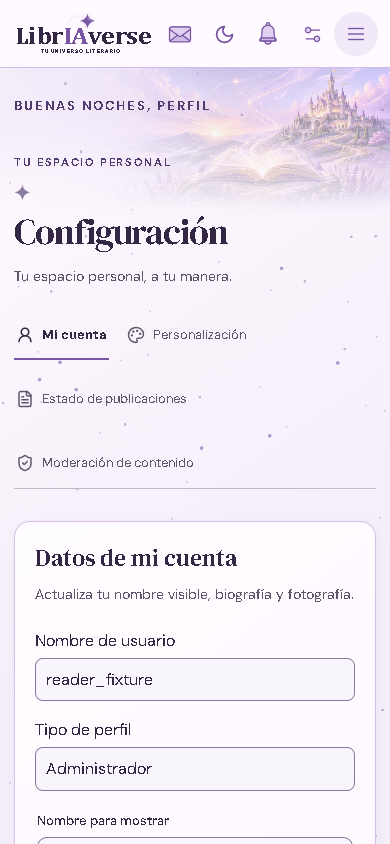 LibrIAverse
TU UNIVERSO LITERARIO
BUENAS NOCHES, PERFIL
TU ESPACIO PERSONAL
Configuración
Tu espacio personal, a tu manera.
Mi cuenta
Personalización
Estado de publicaciones
Moderación de contenido
Datos de mi cuenta
Actualiza tu nombre visible, biografía y fotografía.
Nombre de usuario
reader_fixture
Tipo de perfil
Administrador
Nombre para mostrar